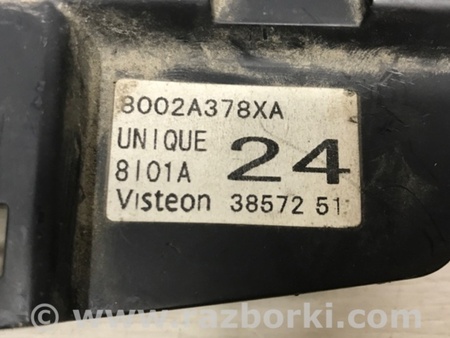 8002A378XA
UNIQUE 24
8101A
Visteon 38572 51
© www.razborki.com